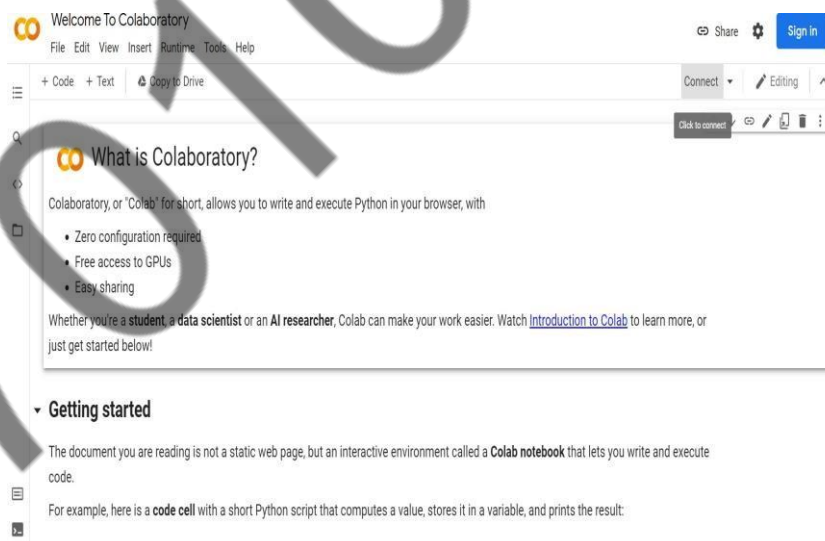 Welcome To Colaboratory
Share
Sign in
File Edit View Insert Runtime Tools Help
+ Code + Text Copy to Drive
Connect
Editing
Click to connect
What is Colaboratory?
Colaboratory, or "Colab" for short, allows you to write and execute Python in your browser, with
• Zero configuration required
• Free access to GPUs
• Easy sharing
Whether you're a student, a data scientist or an AI researcher, Colab can make your work easier. Watch Introduction to Colab to learn more, or
just get started below!
Getting started
The document you are reading is not a static web page, but an interactive environment called a Colab notebook that lets you write and execute
code.
For example, here is a code cell with a short Python script that computes a value, stores it in a variable, and prints the result: